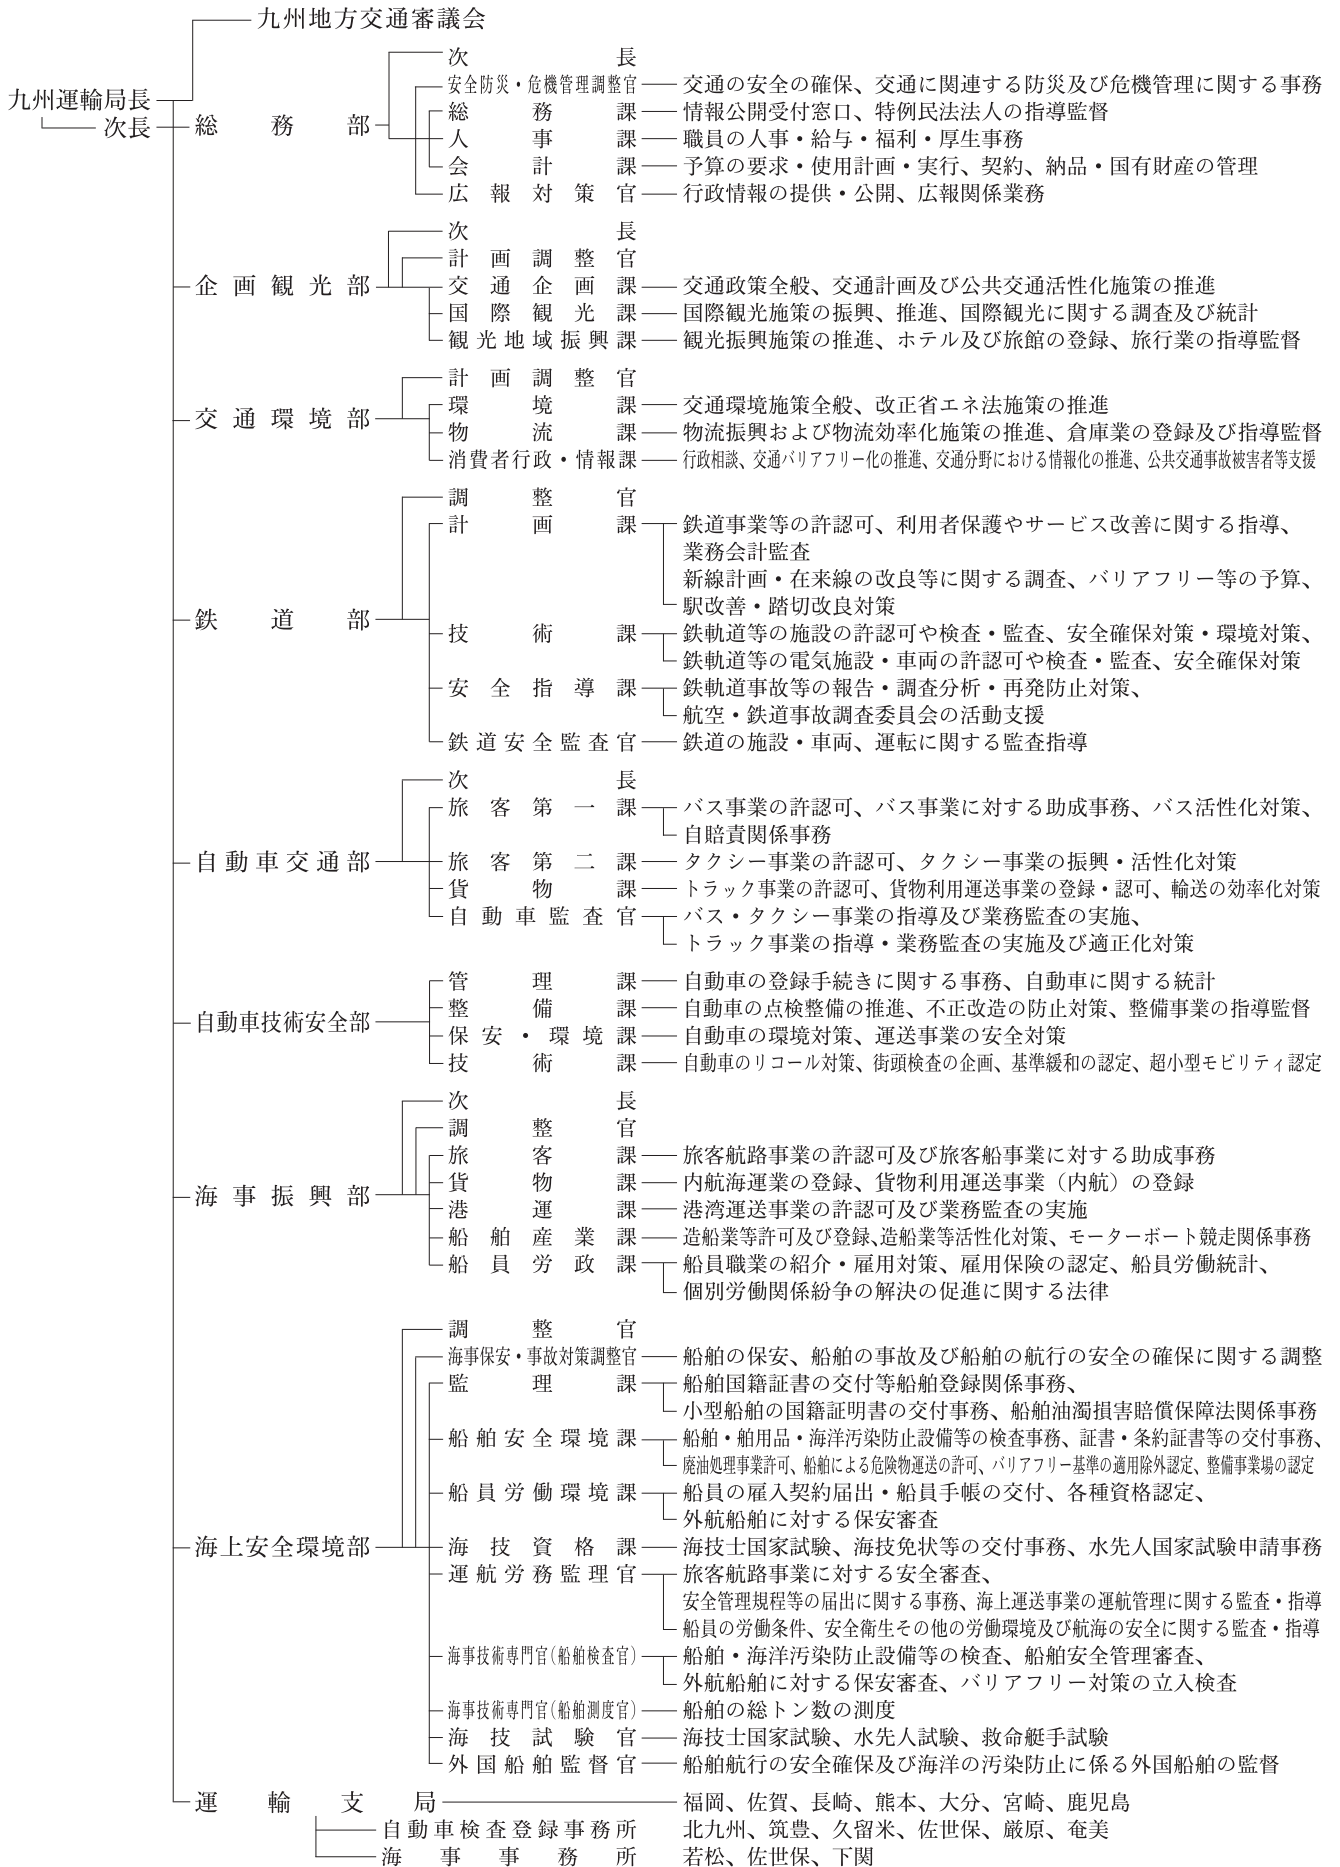 九州地方交通審議会
九州運輸局長
次長
総務部
次長
安全防災・危機管理調整官 交通の安全の確保、交通に関連する防災及び危機管理に関する事務
総務課 情報公開受付窓口、特例民法法人の指導監督
人事課 職員の人事・給与・福利・厚生事務
会計課 予算の要求・使用計画・実行、契約、納品・国有財産の管理
広報対策官 行政情報の提供・公開、広報関係業務
企画観光部
次長
計画調整官
交通企画課 交通政策全般、交通計画及び公共交通活性化施策の推進
国際観光課 国際観光施策の振興、推進、国際観光に関する調査及び統計
観光地域振興課 観光振興施策の推進、ホテル及び旅館の登録、旅行業の指導監督
交通環境部
計画調整官
環境課 交通環境施策全般、改正省エネ法施策の推進
物流課 物流振興および物流効率化施策の推進、倉庫業の登録及び指導監督
消費者行政・情報課 行政相談、交通バリアフリー化の推進、交通分野における情報化の推進、公共交通事故被害者等支援
鉄道部
調整官
計画課 鉄道事業等の許認可、利用者保護やサービス改善に関する指導、
業務会計監査
新線計画・在来線の改良等に関する調査、バリアフリー等の予算、
駅改善・踏切改良対策
技術課 鉄軌道等の施設の許認可や検査・監査、安全確保対策・環境対策、
鉄軌道等の電気施設・車両の許認可や検査・監査、安全確保対策
安全指導課 鉄軌道事故等の報告・調査分析・再発防止対策、
航空・鉄道事故調査委員会の活動支援
鉄道安全監査官 鉄道の施設・車両、運転に関する監査指導
自動車交通部
次長
旅客第一課 バス事業の許認可、バス事業に対する助成事務、バス活性化対策、
自賠責関係事務
旅客第二課 タクシー事業の許認可、タクシー事業の振興・活性化対策
貨物課 トラック事業の許認可、貨物利用運送事業の登録・認可、輸送の効率化対策
自動車監査官 バス・タクシー事業の指導及び業務監査の実施、
トラック事業の指導・業務監査の実施及び適正化対策
自動車技術安全部
管理課 自動車の登録手続きに関する事務、自動車に関する統計
整備課 自動車の点検整備の推進、不正改造の防止対策、整備事業の指導監督
保安・環境課 自動車の環境対策、運送事業の安全対策
技術課 自動車のリコール対策、街頭検査の企画、基準緩和の認定、超小型モビリティ認定
海事振興部
次長
調整官
旅客課 旅客航路事業の許認可及び旅客船事業に対する助成事務
貨物課 内航海運業の登録、貨物利用運送事業（内航）の登録
港運課 港湾運送事業の許認可及び業務監査の実施
船舶産業課 造船業等許可及び登録、造船業等活性化対策、モーターボート競走関係事務
船員労政課 船員職業の紹介・雇用対策、雇用保険の認定、船員労働統計、
個別労働関係紛争の解決の促進に関する法律
海上安全環境部
調整官
海事保安・事故対策調整官 船舶の保安、船舶の事故及び船舶の航行の安全の確保に関する調整
監理課 船舶国籍証書の交付等船舶登録関係事務、
小型船舶の国籍証明書の交付事務、船舶油濁損害賠償保障法関係事務
船舶安全環境課 船舶・舶用品・海洋汚染防止設備等の検査事務、証書・条約証書等の交付事務、
廃油処理事業許可、船舶による危険物運送の許可、バリアフリー基準の適用除外認定、整備事業場の認定
船員労働環境課 船員の雇入契約届出・船員手帳の交付、各種資格認定、
外航船舶に対する保安審査
海技資格課 海技士国家試験、海技免状等の交付事務、水先人国家試験申請事務
運航労務監理官 旅客航路事業に対する安全審査、
安全管理規程等の届出に関する事務、海上運送事業の運航管理に関する監査・指導
船員の労働条件、安全衛生その他の労働環境及び航海の安全に関する監査・指導
海事技術専門官（船舶検査官） 船舶・海洋汚染防止設備等の検査、船舶安全管理審査、
外航船舶に対する保安審査、バリアフリー対策の立入検査
海事技術専門官（船舶測度官） 船舶の総トン数の測度
海技試験官 海技士国家試験、水先人試験、救命艇手試験
外国船舶監督官 船舶航行の安全確保及び海洋の汚染防止に係る外国船舶の監督
運輸支局 福岡、佐賀、長崎、熊本、大分、宮崎、鹿児島
自動車検査登録事務所 北九州、筑豊、久留米、佐世保、厳原、奄美
海事事務所 若松、佐世保、下関